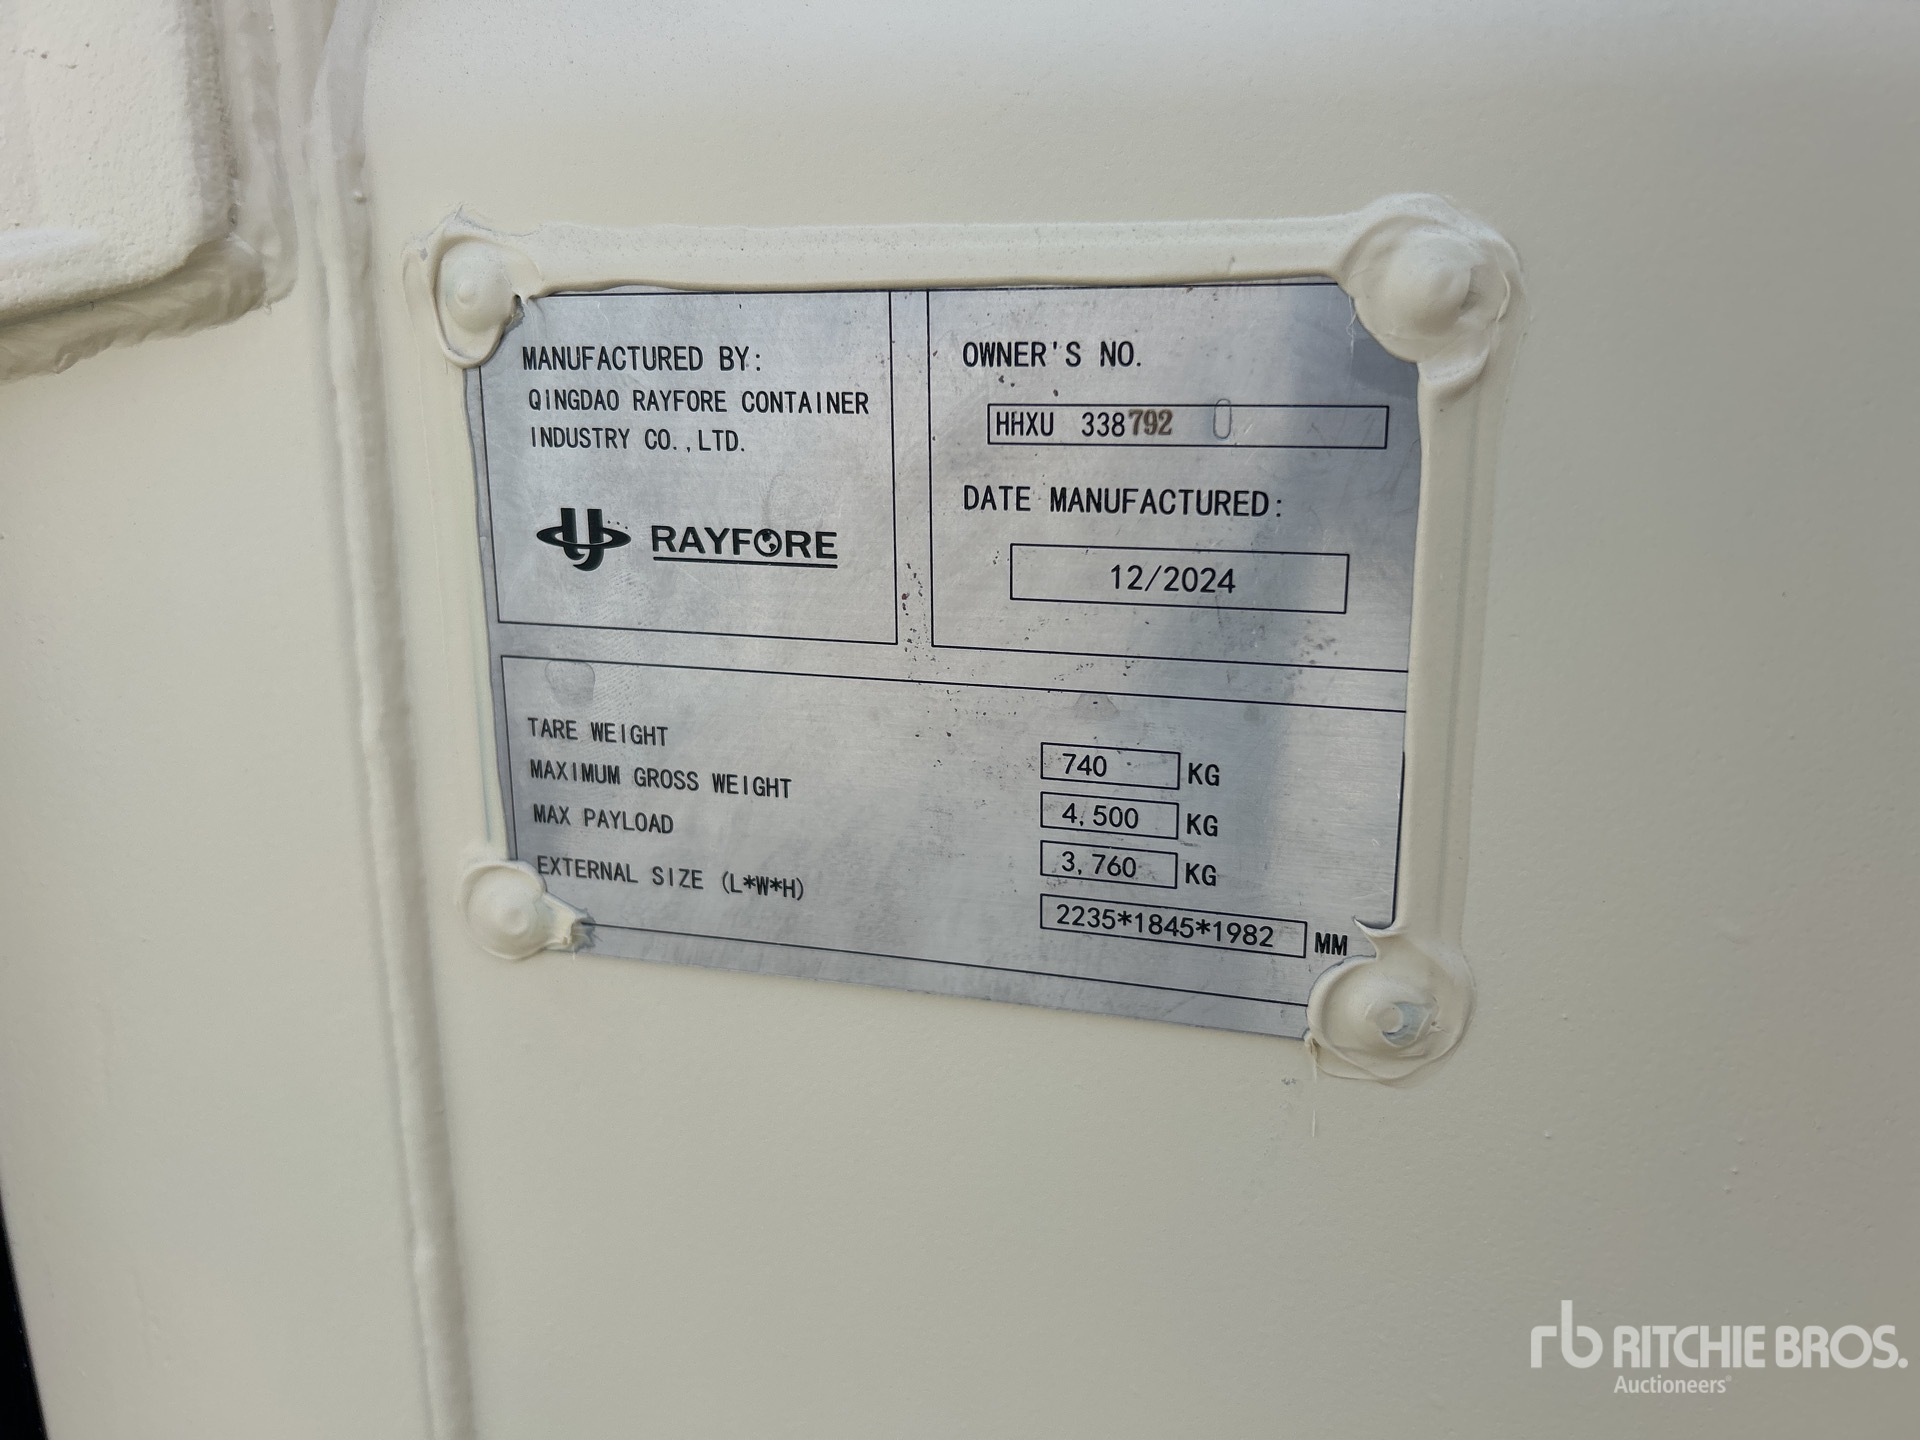 MANUFACTURED BY:
QINGDAO RAYFORE CONTAINER
INDUSTRY CO.,LTD.
RAYFORE
OWNER'S NO.
HHXU 338792 0
DATE MANUFACTURED:
12/2024
TARE WEIGHT 740 KG
MAXIMUM GROSS WEIGHT 4,500 KG
MAX PAYLOAD 3,760 KG
EXTERNAL SIZE (L*W*H) 2235*1845*1982 MM
rb RITCHIE BROS.
Auctioneers